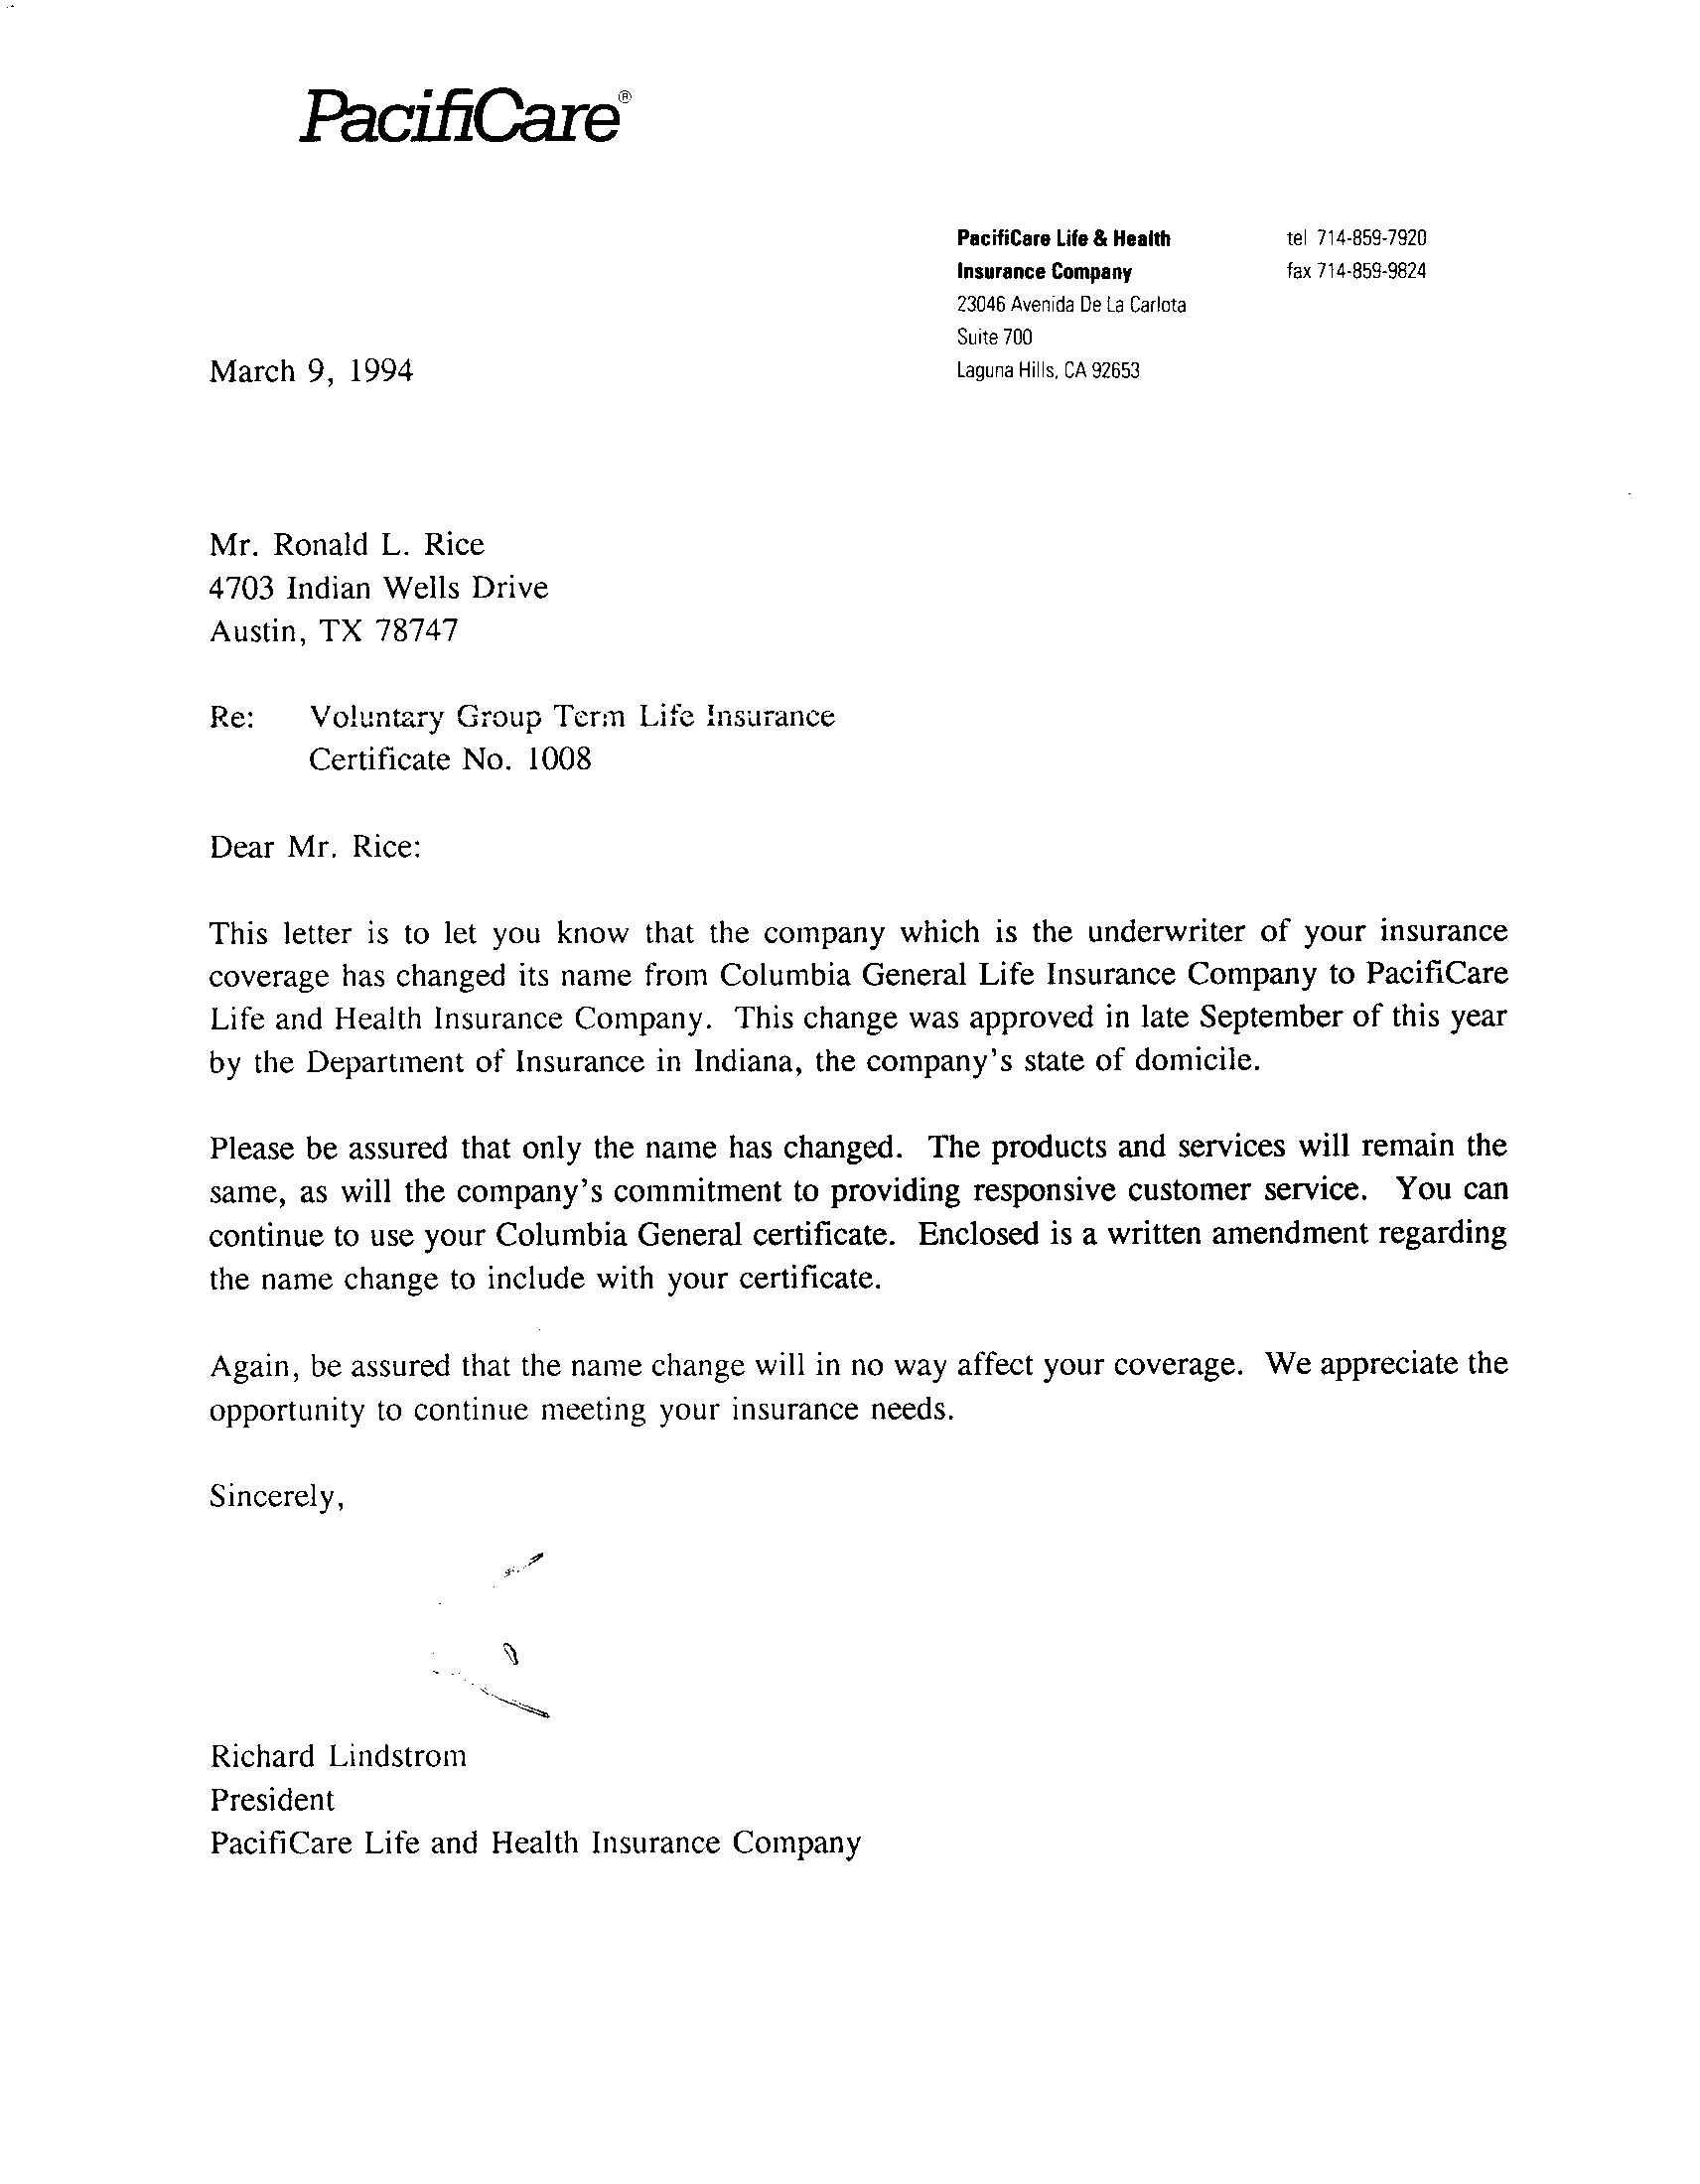 PacifiCare®
PacifiCare Life & Health
Insurance Company
23046 Avenida De La Carlota
Suite 700
Laguna Hills, CA 92653
tel 714-859-7920
fax 714-859-9824
March 9, 1994
Mr. Ronald L. Rice
4703 Indian Wells Drive
Austin, TX 78747
Re: Voluntary Group Term Life Insurance
Certificate No. 1008
Dear Mr. Rice:
This letter is to let you know that the company which is the underwriter of your insurance
coverage has changed its name from Columbia General Life Insurance Company to PacifiCare
Life and Health Insurance Company. This change was approved in late September of this year
by the Department of Insurance in Indiana, the company's state of domicile.
Please be assured that only the name has changed. The products and services will remain the
same, as will the company's commitment to providing responsive customer service. You can
continue to use your Columbia General certificate. Enclosed is a written amendment regarding
the name change to include with your certificate.
Again, be assured that the name change will in no way affect your coverage. We appreciate the
opportunity to continue meeting your insurance needs.
Sincerely,
Richard Lindstrom
President
PacifiCare Life and Health Insurance Company